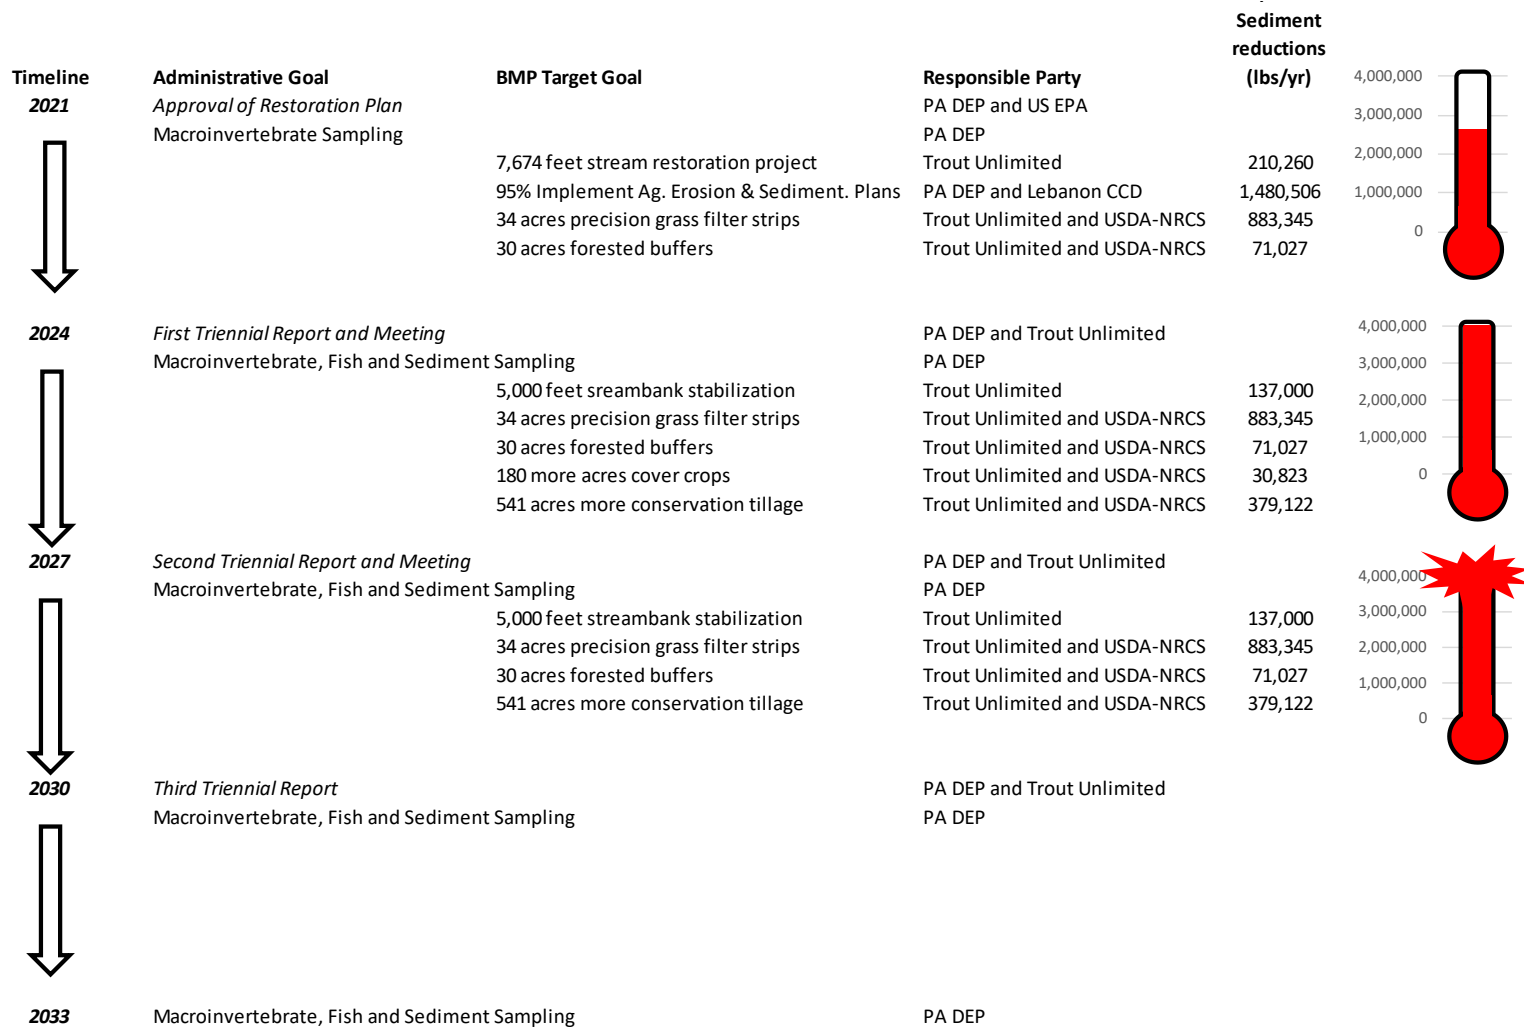 Sediment
reductions
Timeline Administrative Goal BMP Target Goal Responsible Party (lbs/yr) 4,000,000
2021 Approval of Restoration Plan PA DEP and US EPA
Macroinvertebrate Sampling PA DEP 3,000,000
7,674 feet stream restoration project Trout Unlimited 210,260 2,000,000
95% Implement Ag. Erosion & Sediment. Plans PA DEP and Lebanon CCD 1,480,506 1,000,000
34 acres precision grass filter strips Trout Unlimited and USDA-NRCS 883,345 0
30 acres forested buffers Trout Unlimited and USDA-NRCS 71,027
2024 First Triennial Report and Meeting PA DEP and Trout Unlimited 4,000,000
Macroinvertebrate, Fish and Sediment Sampling PA DEP 3,000,000
5,000 feet sreambank stabilization Trout Unlimited 137,000 2,000,000
34 acres precision grass filter strips Trout Unlimited and USDA-NRCS 883,345
30 acres forested buffers Trout Unlimited and USDA-NRCS 71,027 1,000,000
180 more acres cover crops Trout Unlimited and USDA-NRCS 30,823 0
541 acres more conservation tillage Trout Unlimited and USDA-NRCS 379,122
2027 Second Triennial Report and Meeting PA DEP and Trout Unlimited 4,000,000
Macroinvertebrate, Fish and Sediment Sampling PA DEP
5,000 feet streambank stabilization Trout Unlimited 137,000 3,000,000
34 acres precision grass filter strips Trout Unlimited and USDA-NRCS 883,345 2,000,000
30 acres forested buffers Trout Unlimited and USDA-NRCS 71,027 1,000,000
541 acres more conservation tillage Trout Unlimited and USDA-NRCS 379,122 0
2030 Third Triennial Report PA DEP and Trout Unlimited
Macroinvertebrate, Fish and Sediment Sampling PA DEP
2033 Macroinvertebrate, Fish and Sediment Sampling PA DEP